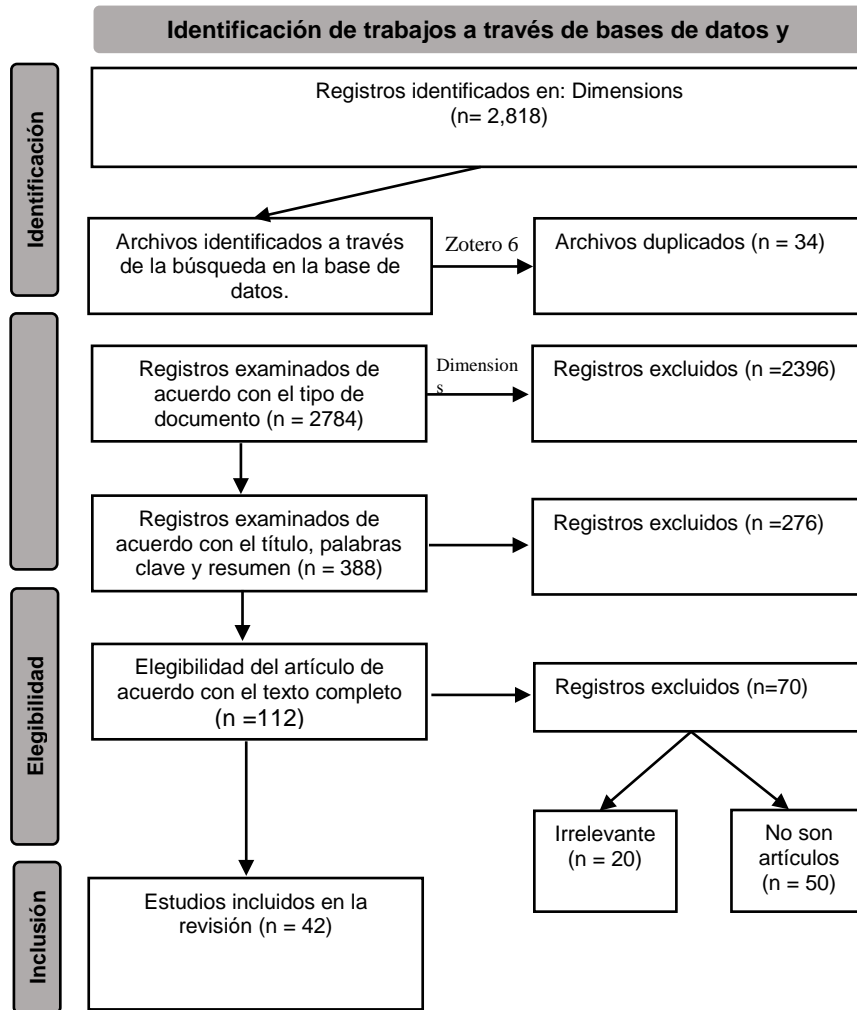 Identificación de trabajos a través de bases de datos y
Identificación
Registros identificados en: Dimensions
(n= 2,818)
Archivos identificados a través
de la búsqueda en la base de
datos.
Zotero 6
Archivos duplicados (n = 34)
Registros examinados de
acuerdo con el tipo de
documento (n = 2784)
Dimension
s
Registros excluidos (n =2396)
Registros examinados de
acuerdo con el título, palabras
clave y resumen (n = 388)
Registros excluidos (n =276)
Elegibilidad
Elegibilidad del artículo de
acuerdo con el texto completo
(n =112)
Registros excluidos (n=70)
Irrelevante
(n = 20)
No son
artículos
(n = 50)
Inclusión
Estudios incluidos en la
revisión (n = 42)